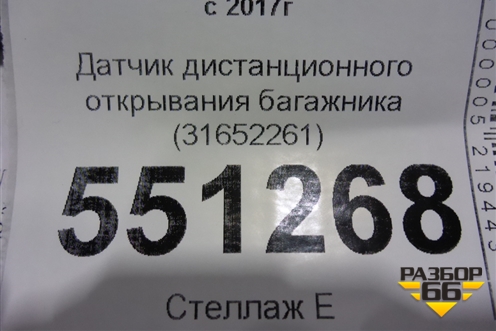 с 2017г
Датчик дистанционного
открывания багажника
(31652261)
551268
Стеллаж Е
РАЗБОР
66